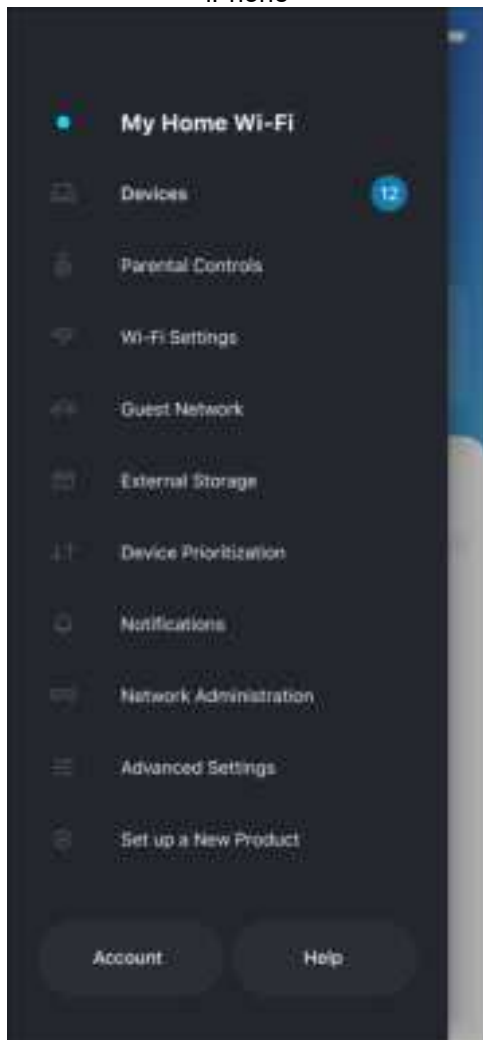 iPhone
My Home Wi-Fi
Devices 12
Parental Controls
Wi-Fi Settings
Guest Network
External Storage
Device Prioritization
Notifications
Network Administration
Advanced Settings
Set up a New Product
Account Help